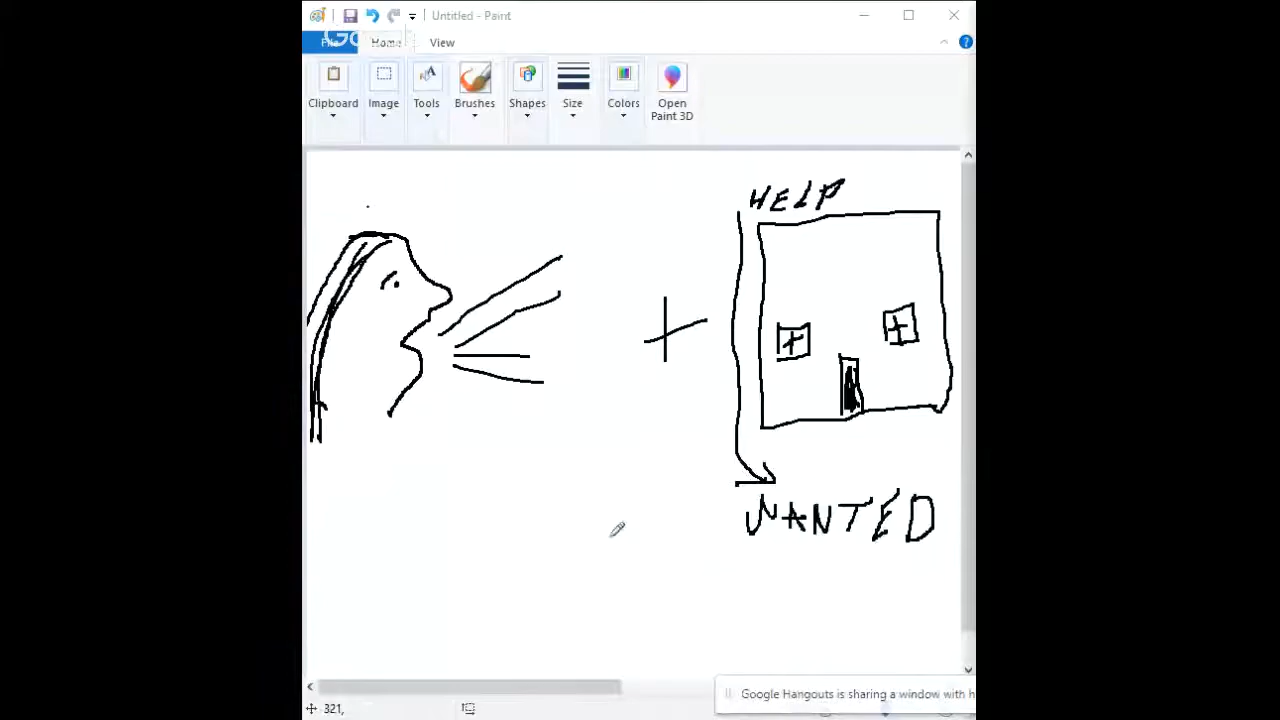 Untitled - Paint
File Home View
Clipboard Image Tools Brushes Shapes Size Colors Open
Paint 3D
HELP
WANTED
Google Hangouts is sharing a window with h
321,